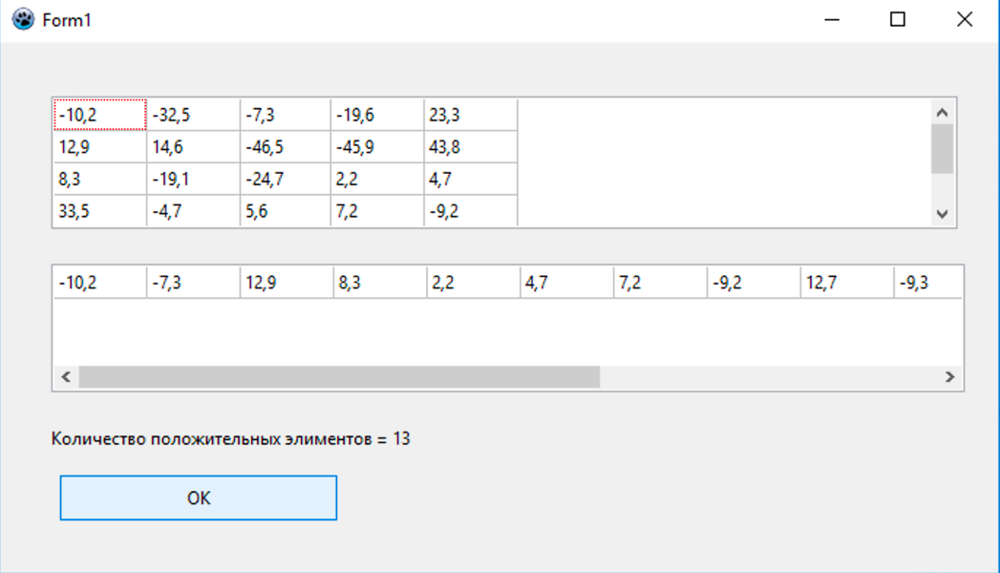 Form1
-10,2 -32,5 -7,3 -19,6 23,3
12,9 14,6 -46,5 -45,9 43,8
8,3 -19,1 -24,7 2,2 4,7
33,5 -4,7 5,6 7,2 -9,2
-10,2 -7,3 12,9 8,3 2,2 4,7 7,2 -9,2 12,7 -9,3
Количество положительных элиментов = 13
OK